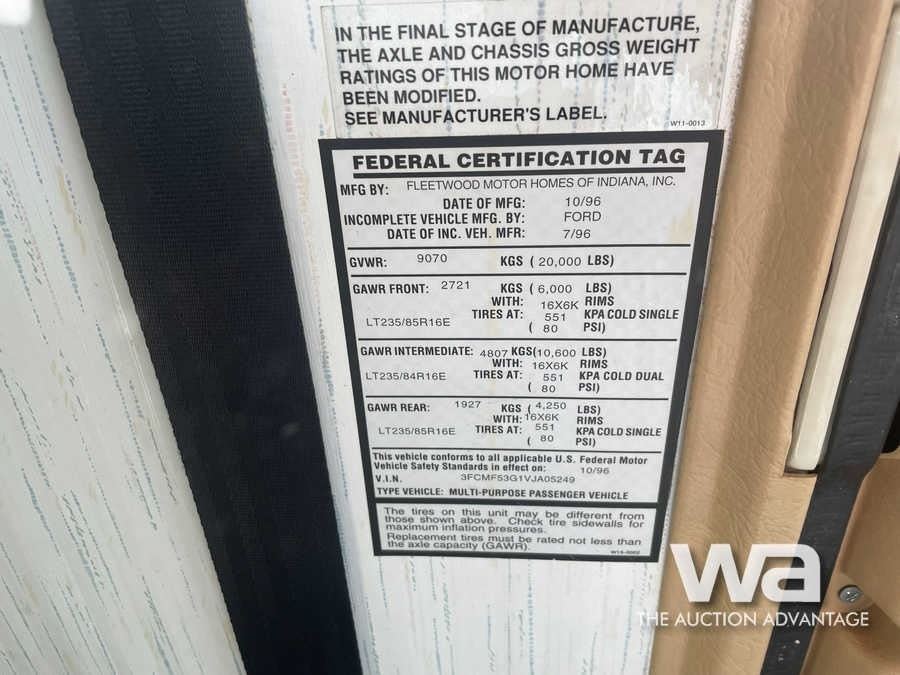 IN THE FINAL STAGE OF MANUFACTURE,
THE AXLE AND CHASSIS GROSS WEIGHT
RATINGS OF THIS MOTOR HOME HAVE
BEEN MODIFIED.
SEE MANUFACTURER'S LABEL.
W11-0013
FEDERAL CERTIFICATION TAG
MFG BY: FLEETWOOD MOTOR HOMES OF INDIANA, INC.
DATE OF MFG: 10/96
INCOMPLETE VEHICLE MFG. BY: FORD
DATE OF INC. VEH. MFR: 7/96
GVWR: 9070 KGS ( 20,000 LBS)
GAWR FRONT: 2721 KGS ( 6,000 LBS)
WITH: 16X6K RIMS
LT235/85R16E TIRES AT: 551 KPA COLD SINGLE
( 80 PSI)
GAWR INTERMEDIATE: 4807 KGS(10,600 LBS)
WITH: 16X6K RIMS
LT235/84R16E TIRES AT: 551 KPA COLD DUAL
( 80 PSI)
GAWR REAR: 1927 KGS ( 4,250 LBS)
WITH: 16X6K RIMS
LT235/85R16E TIRES AT: 551 KPA COLD SINGLE
( 80 PSI)
This vehicle conforms to all applicable U.S. Federal Motor
Vehicle Safety Standards in effect on: 10/96
V.I.N. 3FCMF53G1VJA05249
TYPE VEHICLE: MULTI-PURPOSE PASSENGER VEHICLE
The tires on this unit may be different from
those shown above. Check tire sidewalls for
maximum inflation pressures.
Replacement tires must be rated not less than
the axle capacity (GAWR).
wa
THE AUCTION ADVANTAGE